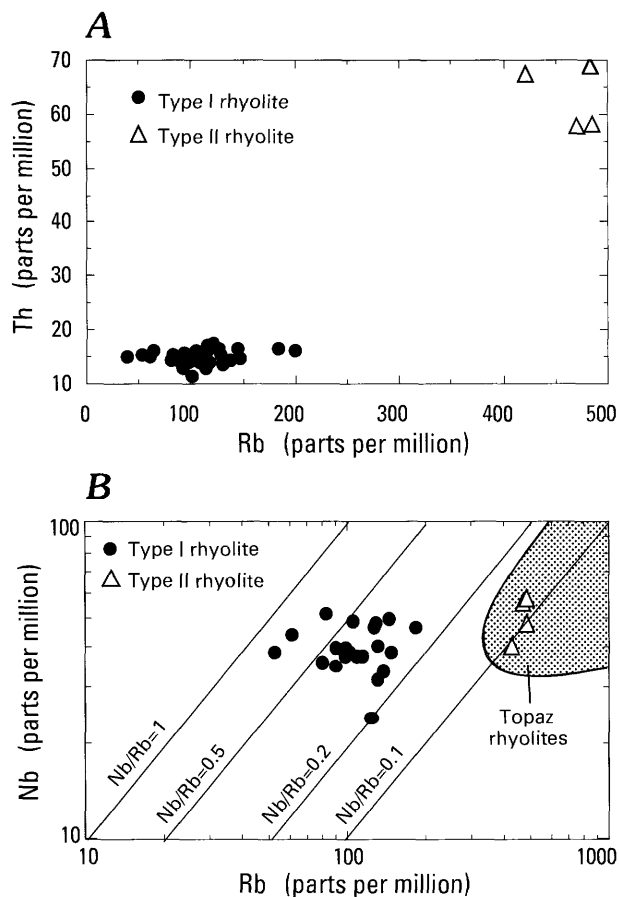 A
70
60
50
40
30
20
10
Th (parts per million)
● Type I rhyolite
△ Type II rhyolite
0 100 200 300 400 500
Rb (parts per million)
B
100
10
Nb (parts per million)
● Type I rhyolite
△ Type II rhyolite
Nb/Rb=1
Nb/Rb=0.5
Nb/Rb=0.2
Nb/Rb=0.1
Topaz
rhyolites
10 100 1000
Rb (parts per million)